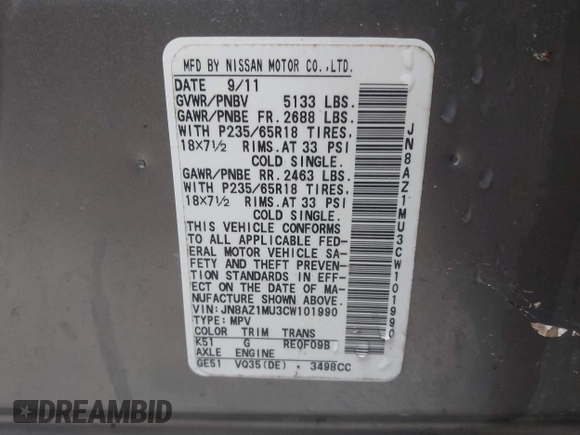 MFD BY NISSAN MOTOR CO.,LTD.
DATE 9/11
GVWR/PNBV 5133 LBS.
GAWR/PNBE FR. 2688 LBS.
WITH P235/65R18 TIRES,
18×7½ RIMS. AT 33 PSI
COLD SINGLE.
GAWR/PNBE RR. 2463 LBS.
WITH P235/65R18 TIRES,
18×7½ RIMS. AT 33 PSI
COLD SINGLE.
THIS VEHICLE CONFORMS
TO ALL APPLICABLE FED-
ERAL MOTOR VEHICLE SA-
FETY AND THEFT PREVEN-
TION STANDARDS IN EFF-
ECT ON THE DATE OF MA-
NUFACTURE SHOWN ABOVE.
VIN: JN8AZ1MU3CW101990
TYPE: MPV
COLOR TRIM TRANS
K51 G RE0F09B
AXLE ENGINE
GE51 VQ35(DE) 3498CC
JN8AZ1MU3CW101990
DREAMBID